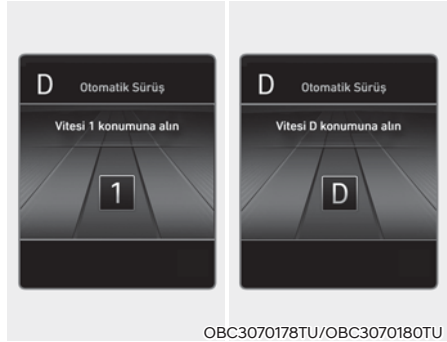 D Otomatik Sürüş
Vitesi 1 konumuna alın
1
D Otomatik Sürüş
Vitesi D konumuna alın
D
OBC3070178TU/OBC3070180TU